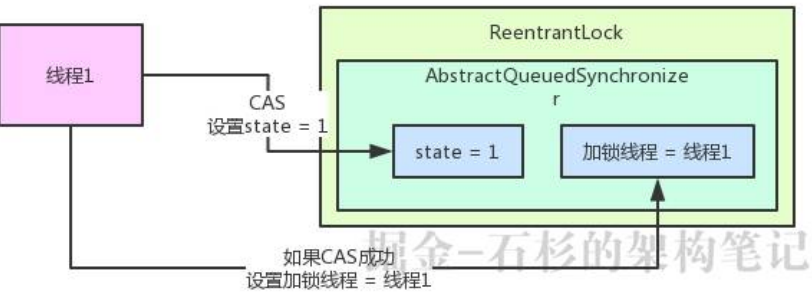 ReentrantLock
线程1
AbstractQueuedSynchronize
r
CAS
设置state = 1
state = 1
加锁线程 = 线程1
如果CAS成功
设置加锁线程 = 线程1
掘金-石杉的架构笔记